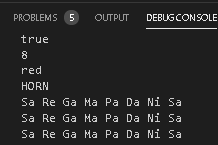 PROBLEMS 5 OUTPUT DEBUG CONSOLE
true
8
red
HORN
Sa Re Ga Ma Pa Da Ni Sa
Sa Re Ga Ma Pa Da Ni Sa
Sa Re Ga Ma Pa Da Ni Sa